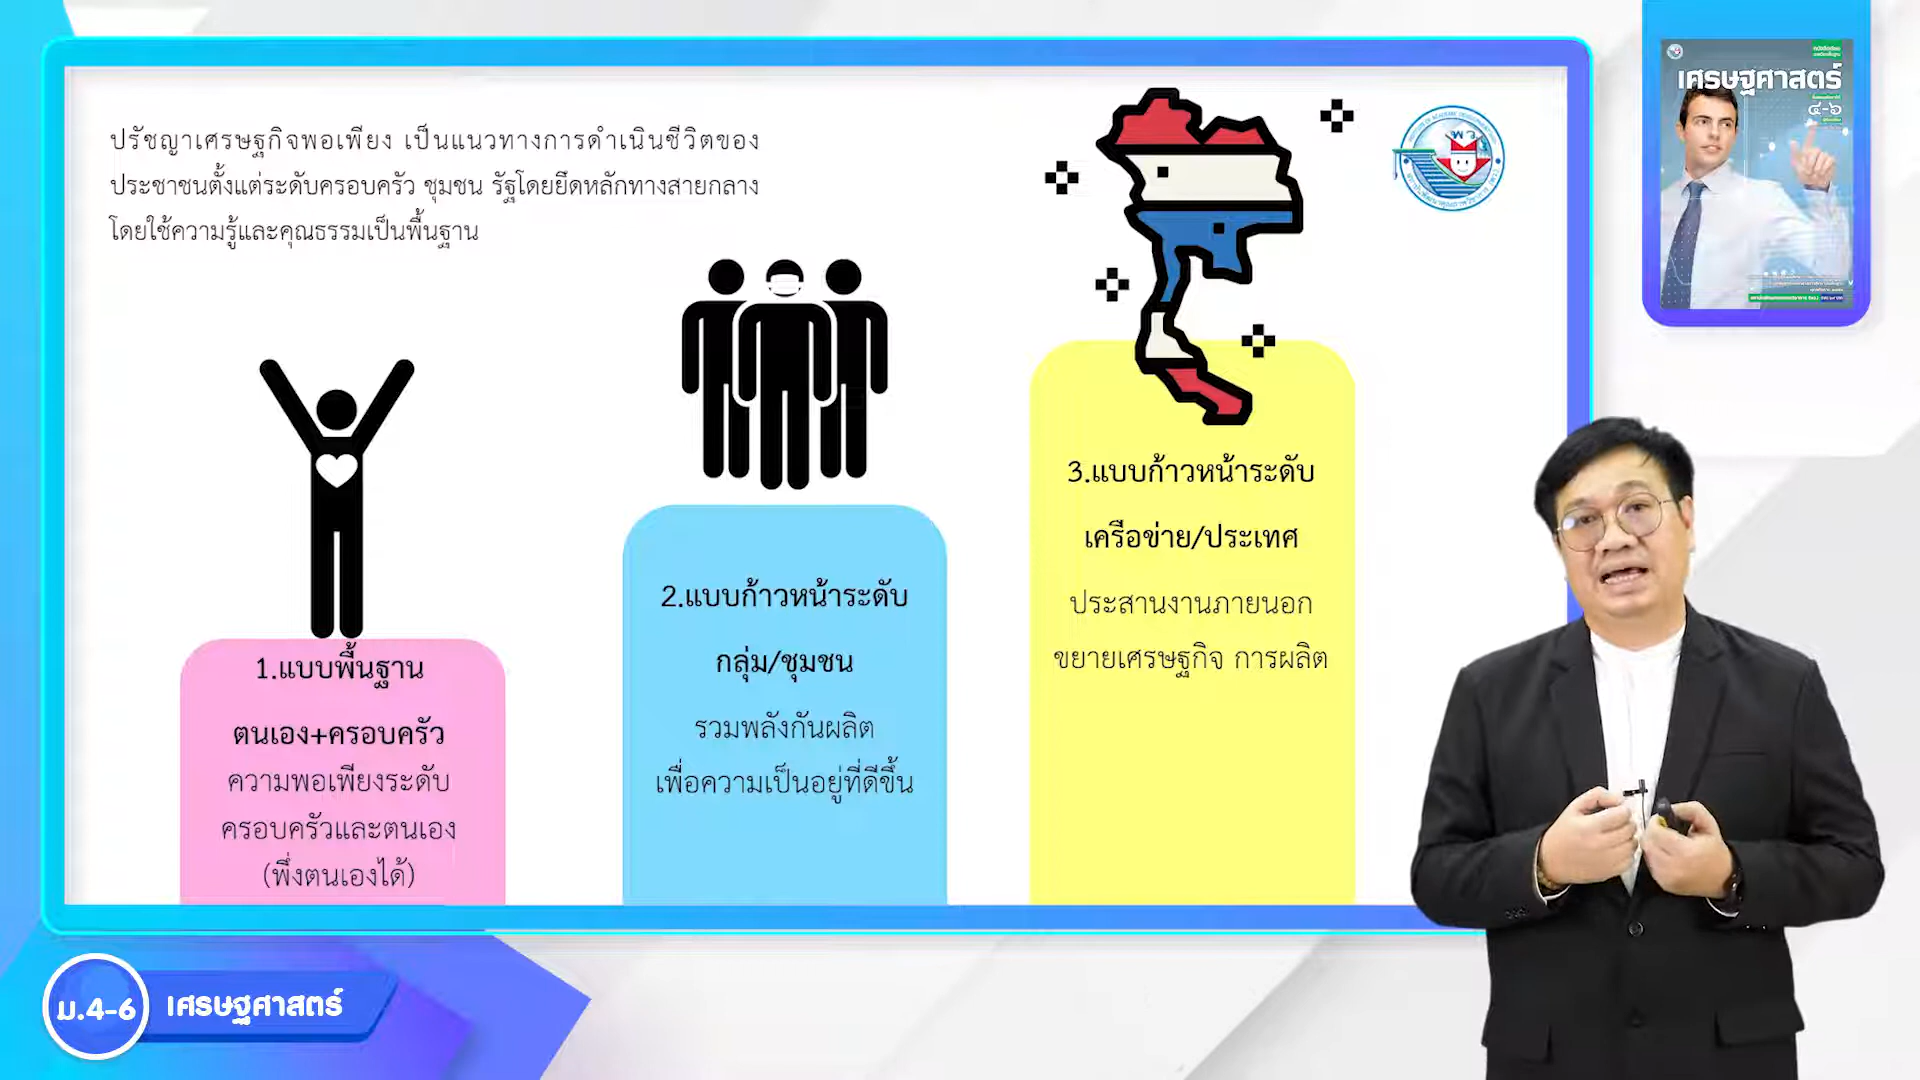 ปรัชญาเศรษฐกิจพอเพียง เป็นแนวทางการดำเนินชีวิตของ
ประชาชนตั้งแต่ระดับครอบครัว ชุมชน รัฐโดยยึดหลักทางสายกลาง
โดยใช้ความรู้และคุณธรรมเป็นพื้นฐาน
1.แบบพื้นฐาน
ตนเอง+ครอบครัว
ความพอเพียงระดับ
ครอบครัวและตนเอง
(พึ่งตนเองได้)
2.แบบก้าวหน้าระดับ
กลุ่ม/ชุมชน
รวมพลังกันผลิต
เพื่อความเป็นอยู่ที่ดีขึ้น
3.แบบก้าวหน้าระดับ
เครือข่าย/ประเทศ
ประสานงานภายนอก
ขยายเศรษฐกิจ การผลิต
พว
เศรษฐศาสตร์
๔-๖
ม.4-6
เศรษฐศาสตร์